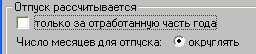 Отпуск рассчитывается
только за отработанную часть года
Число месяцев для отпуска: округлять